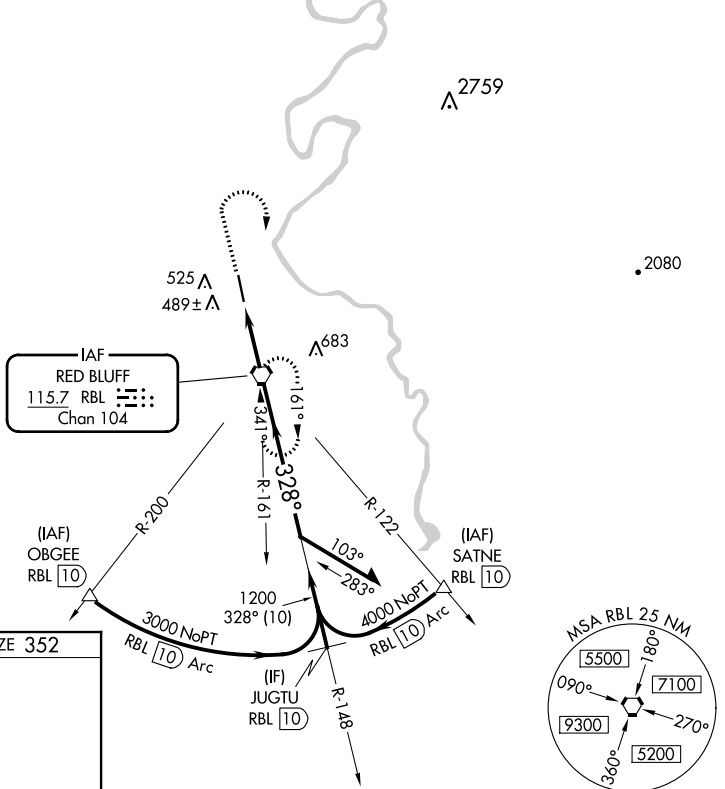 2759
2080
525
489±
683
IAF
RED BLUFF
115.7 RBL
Chan 104
161°
341°
R-161
328°
R-200
R-122
(IAF)
OBGEE
RBL 10
(IAF)
SATNE
RBL 10
103°
283°
1200
328° (10)
3000 NoPT
RBL 10 Arc
4000 NoPT
RBL 10 Arc
(IF)
JUGTU
RBL 10
R-148
ZE 352
MSA RBL 25 NM
5500
180°
090°
7100
9300
270°
5200
360°